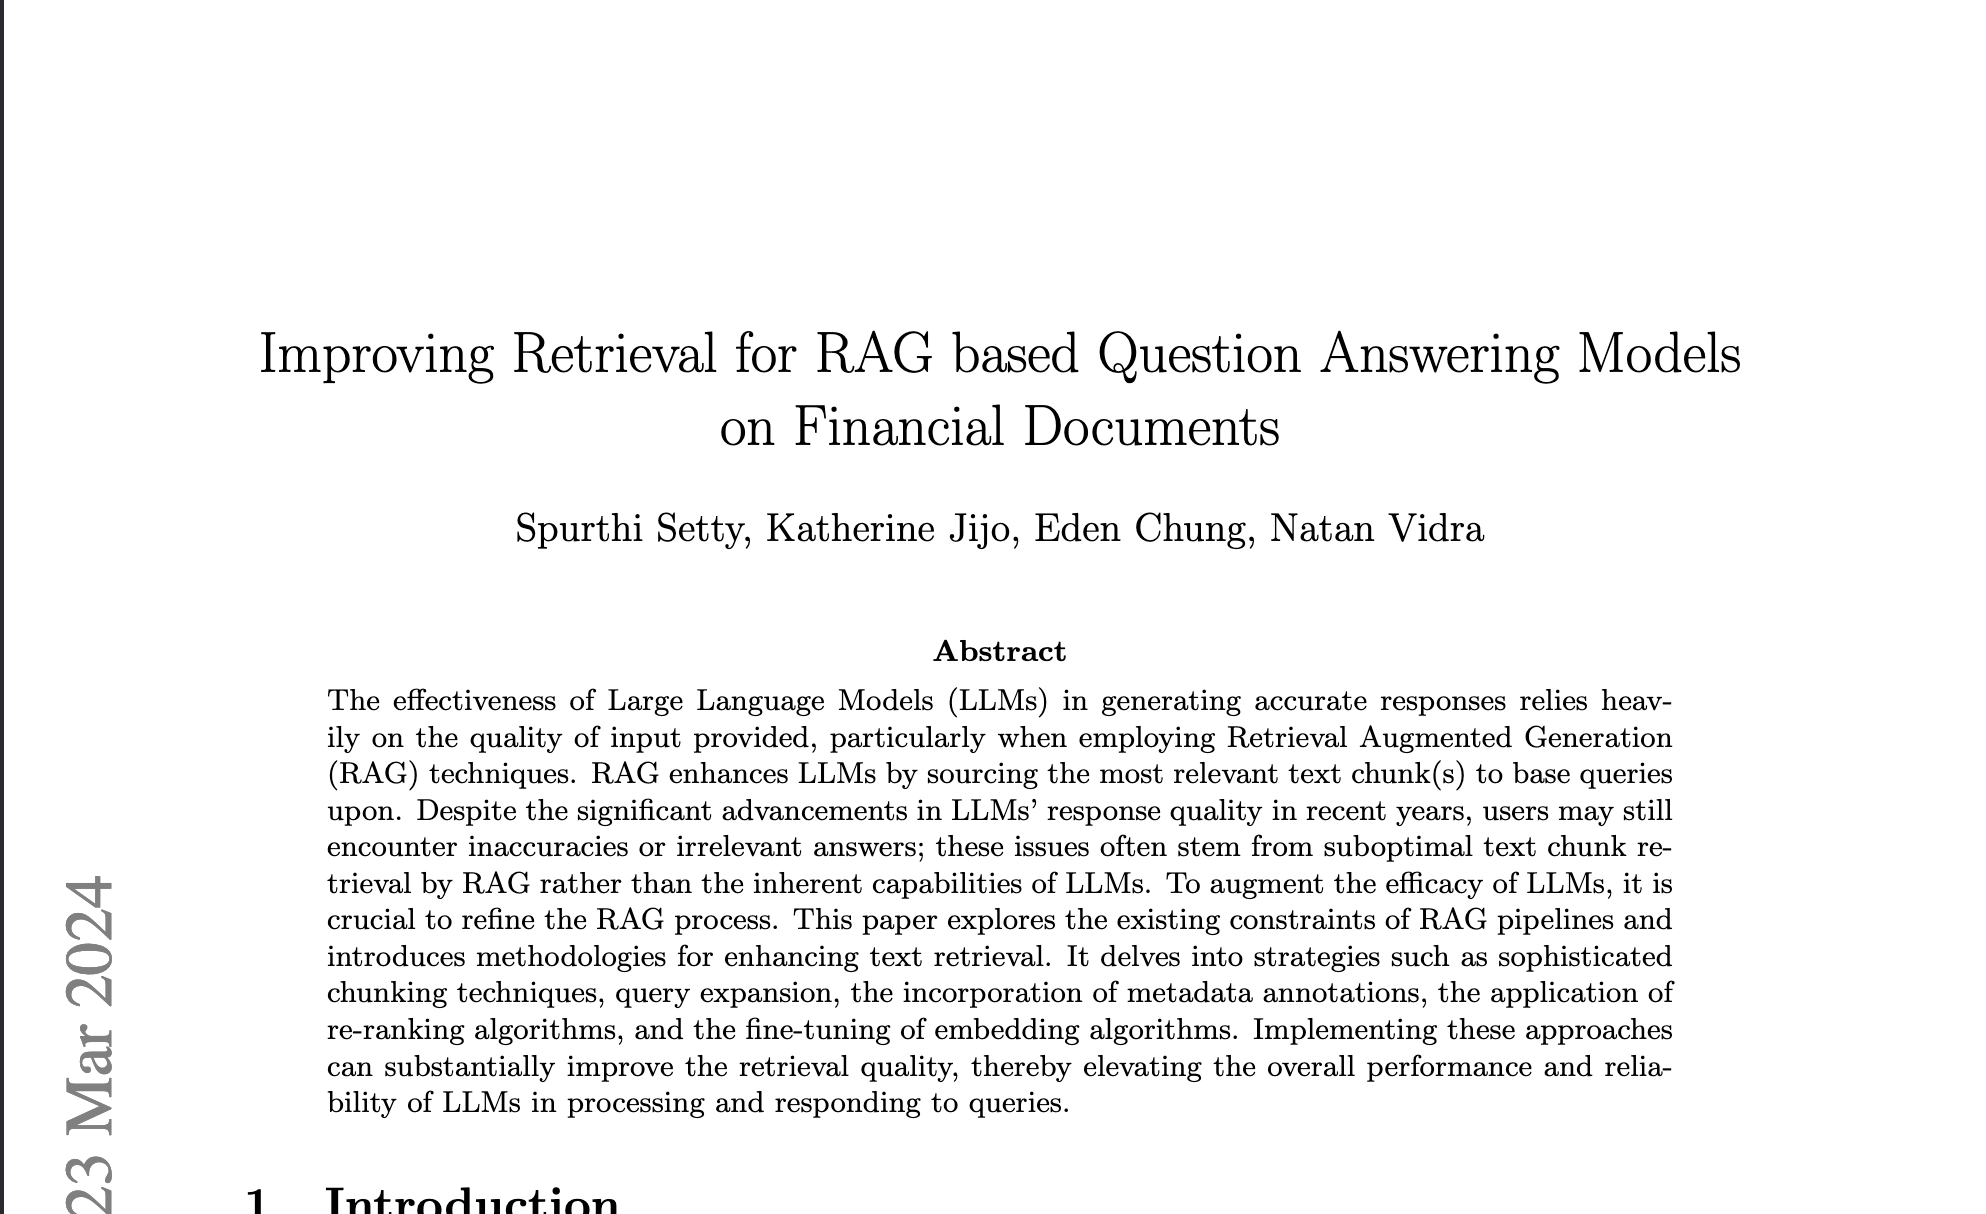 Improving Retrieval for RAG based Question Answering Models
on Financial Documents
Spurthi Setty, Katherine Jijo, Eden Chung, Natan Vidra
Abstract
The effectiveness of Large Language Models (LLMs) in generating accurate responses relies heav-
ily on the quality of input provided, particularly when employing Retrieval Augmented Generation
(RAG) techniques. RAG enhances LLMs by sourcing the most relevant text chunk(s) to base queries
upon. Despite the significant advancements in LLMs’ response quality in recent years, users may still
encounter inaccuracies or irrelevant answers; these issues often stem from suboptimal text chunk re-
trieval by RAG rather than the inherent capabilities of LLMs. To augment the efficacy of LLMs, it is
crucial to refine the RAG process. This paper explores the existing constraints of RAG pipelines and
introduces methodologies for enhancing text retrieval. It delves into strategies such as sophisticated
chunking techniques, query expansion, the incorporation of metadata annotations, the application of
re-ranking algorithms, and the fine-tuning of embedding algorithms. Implementing these approaches
can substantially improve the retrieval quality, thereby elevating the overall performance and relia-
bility of LLMs in processing and responding to queries.
1 Introduction
23 Mar 2024